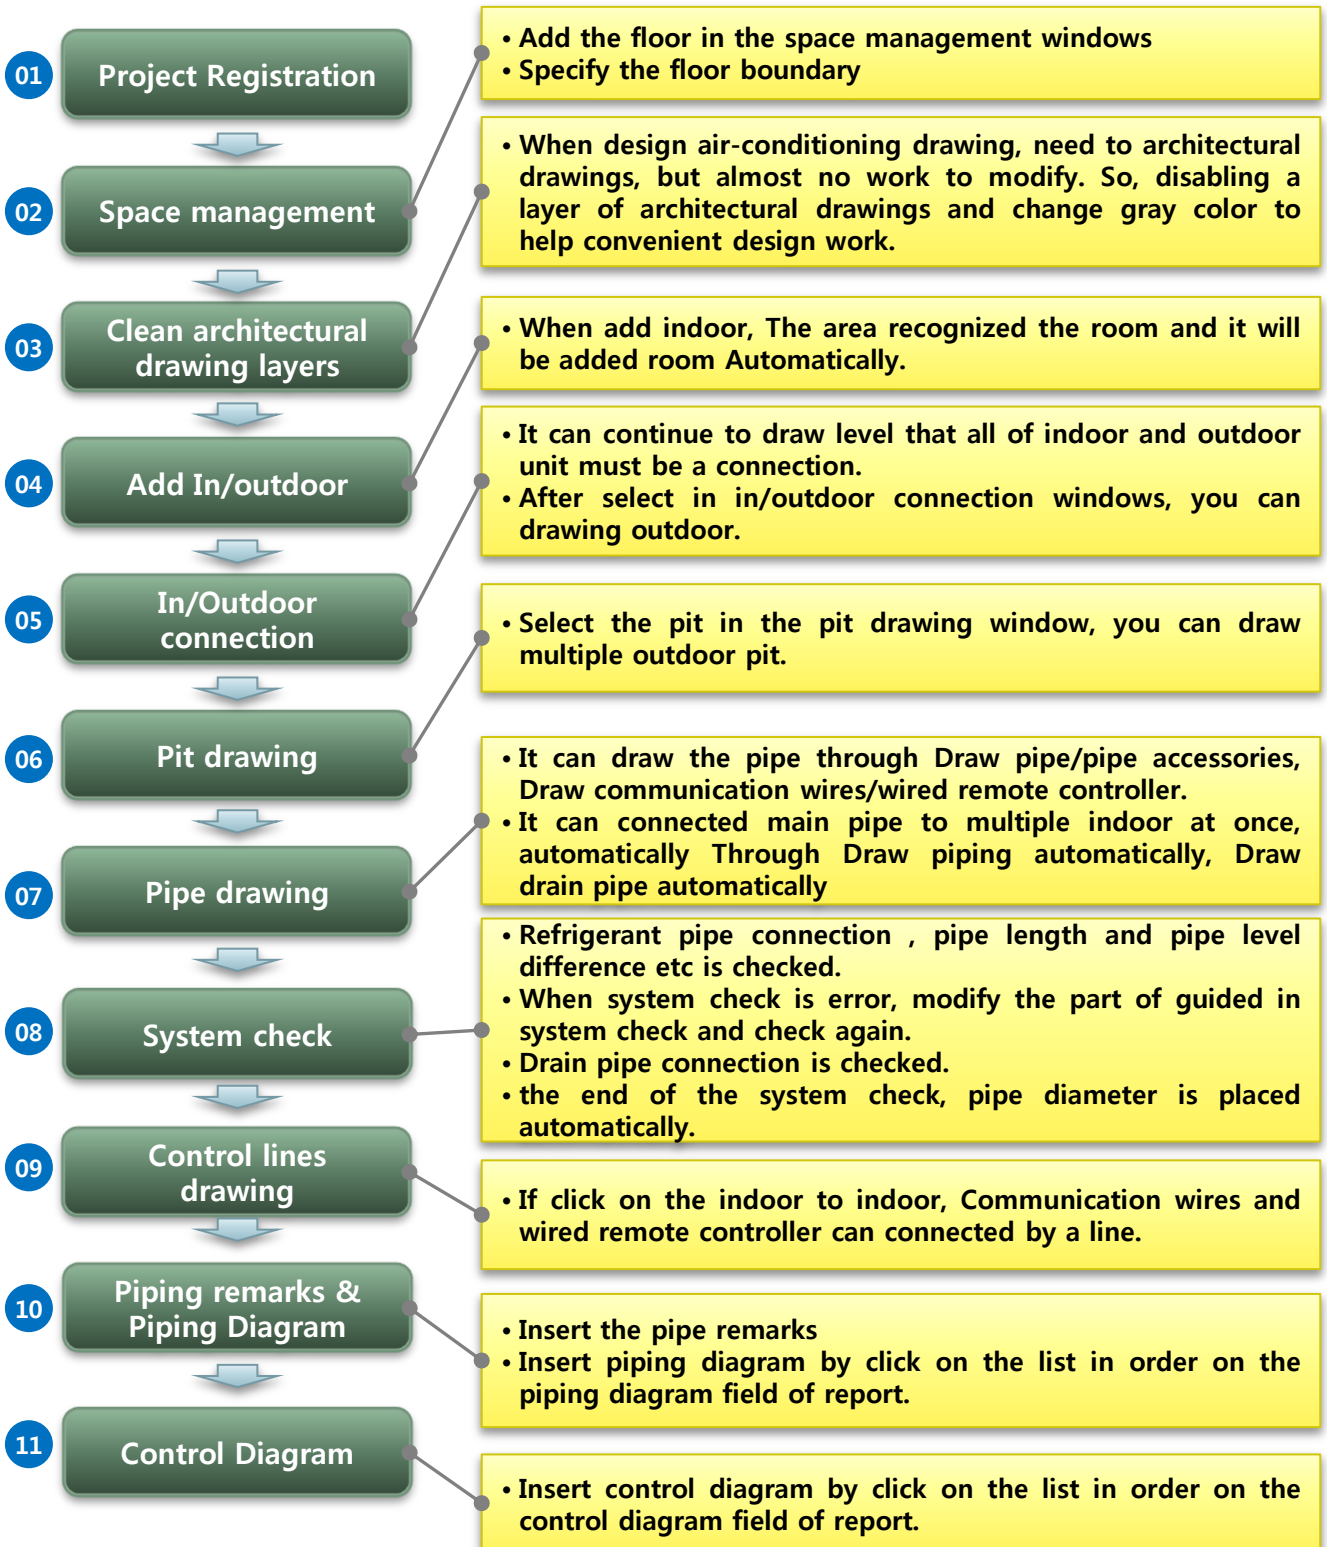 01
Project Registration
02
Space management
• Add the floor in the space management windows
• Specify the floor boundary
03
Clean architectural
drawing layers
• When design air-conditioning drawing, need to architectural
drawings, but almost no work to modify. So, disabling a
layer of architectural drawings and change gray color to
help convenient design work.
04
Add In/outdoor
• When add indoor, The area recognized the room and it will
be added room Automatically.
05
In/Outdoor
connection
• It can continue to draw level that all of indoor and outdoor
unit must be a connection.
• After select in in/outdoor connection windows, you can
drawing outdoor.
06
Pit drawing
• Select the pit in the pit drawing window, you can draw
multiple outdoor pit.
07
Pipe drawing
• It can draw the pipe through Draw pipe/pipe accessories,
Draw communication wires/wired remote controller.
• It can connected main pipe to multiple indoor at once,
automatically Through Draw piping automatically, Draw
drain pipe automatically
08
System check
• Refrigerant pipe connection , pipe length and pipe level
difference etc is checked.
• When system check is error, modify the part of guided in
system check and check again.
• Drain pipe connection is checked.
• the end of the system check, pipe diameter is placed
automatically.
09
Control lines
drawing
• If click on the indoor to indoor, Communication wires and
wired remote controller can connected by a line.
10
Piping remarks &
Piping Diagram
• Insert the pipe remarks
• Insert piping diagram by click on the list in order on the
piping diagram field of report.
11
Control Diagram
• Insert control diagram by click on the list in order on the
control diagram field of report.